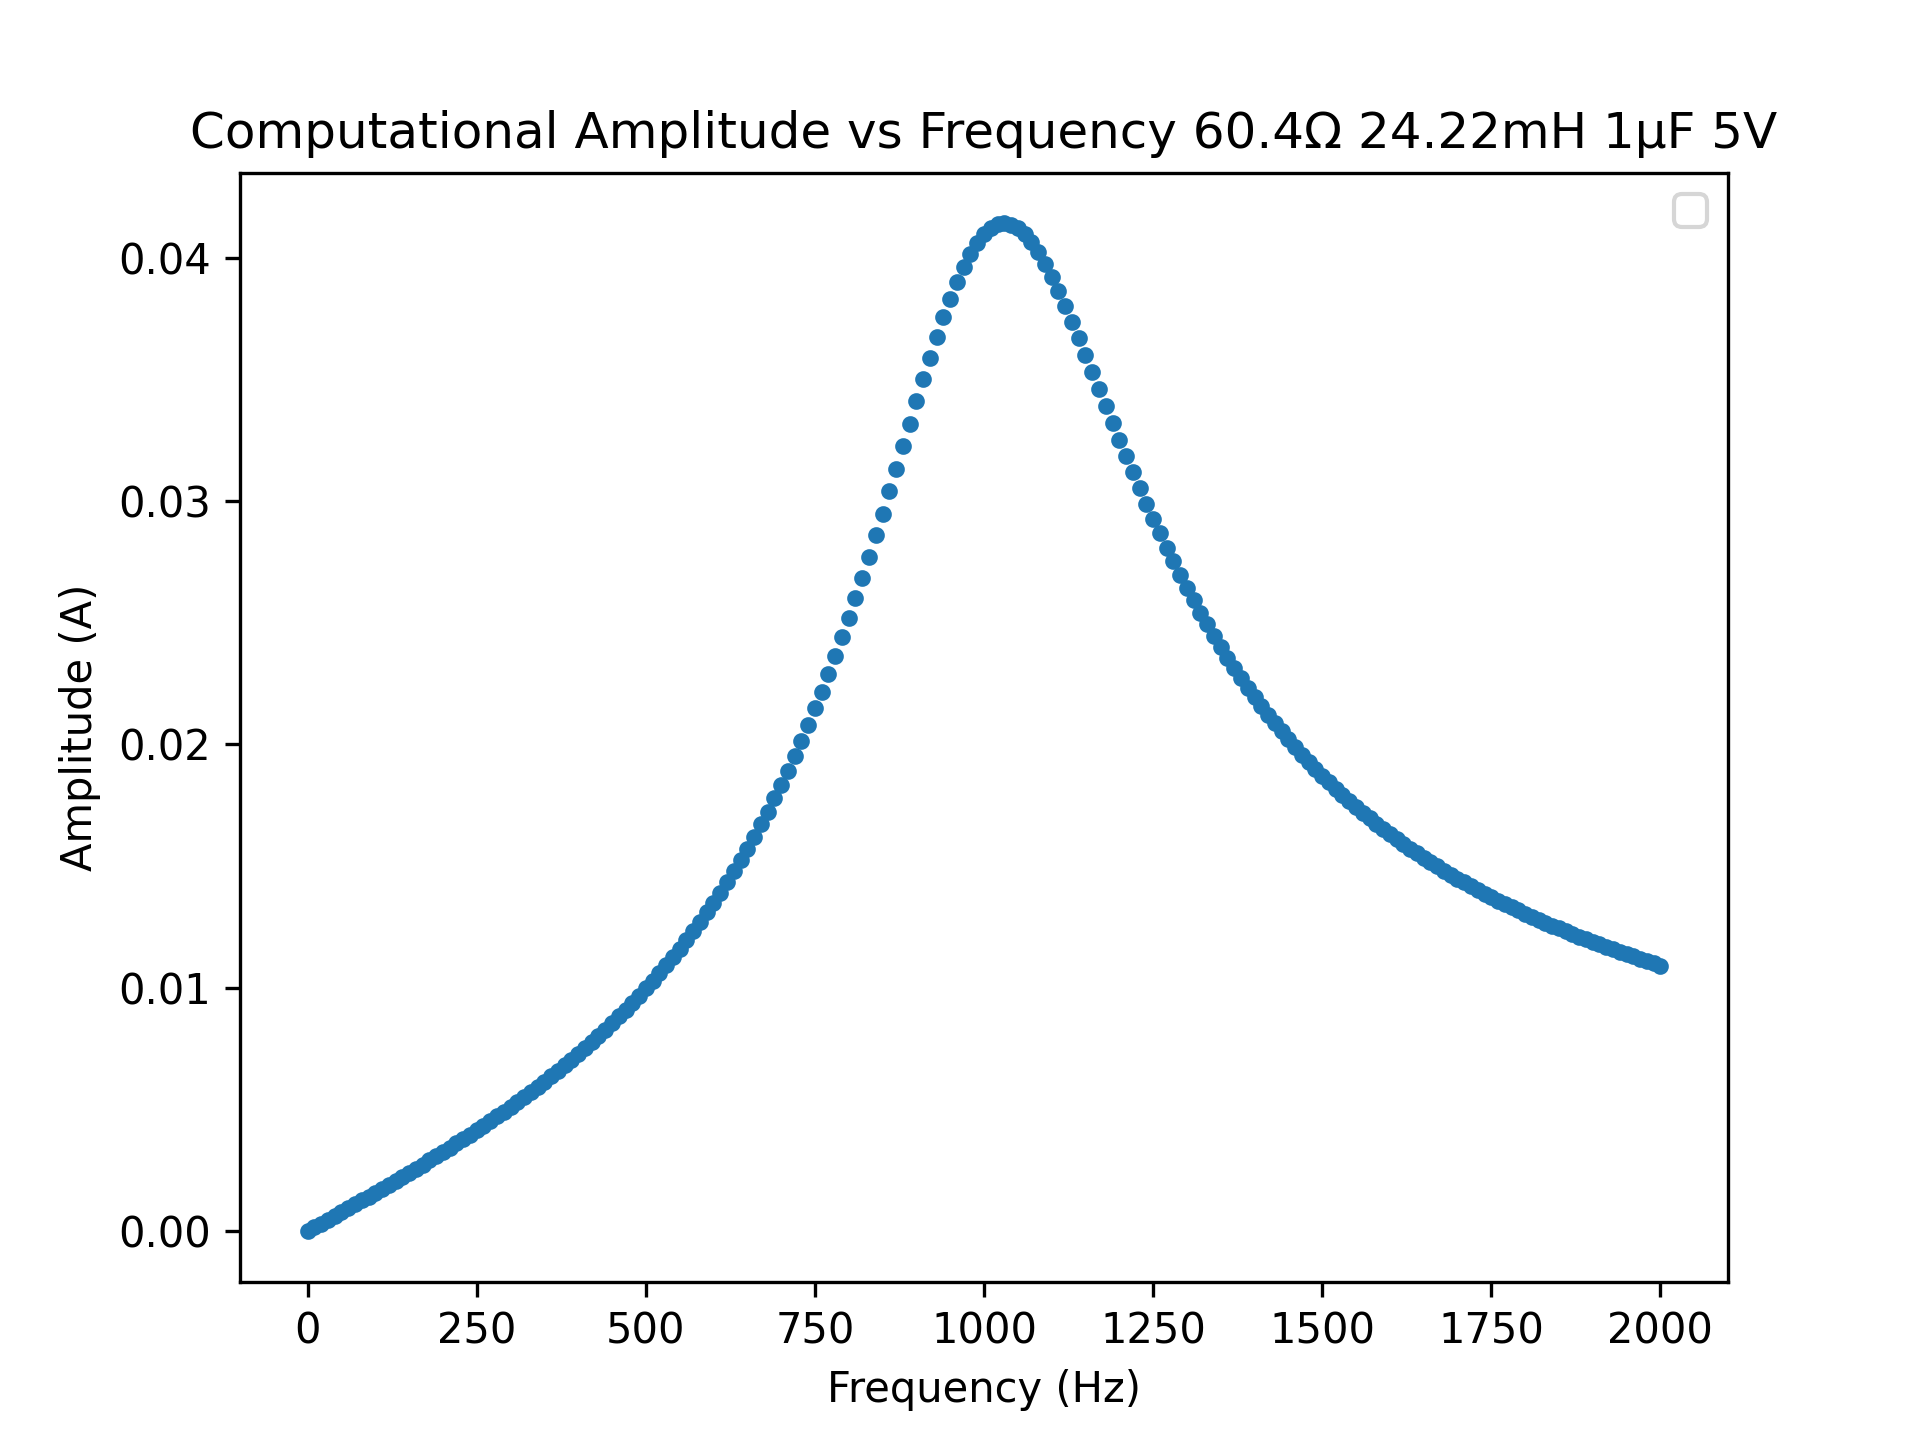 Computational Amplitude vs Frequency 60.4Ω 24.22mH 1μF 5V
0.04
0.03
0.02
0.01
0.00
Amplitude (A)
0 250 500 750 1000 1250 1500 1750 2000
Frequency (Hz)